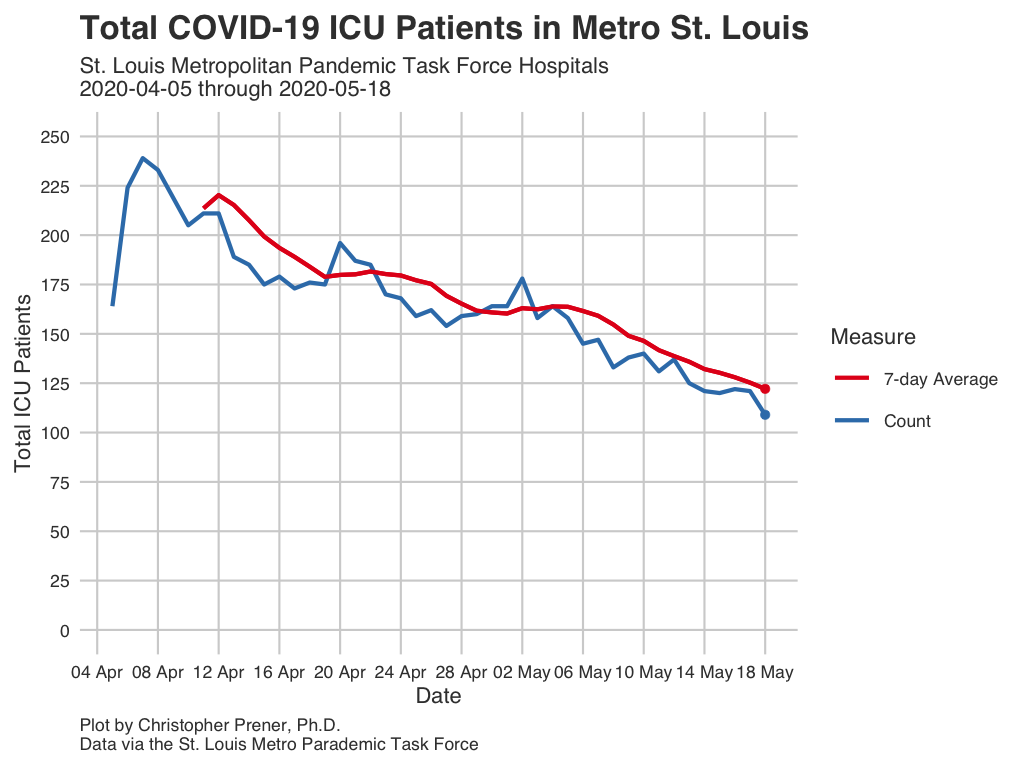 Total COVID-19 ICU Patients in Metro St. Louis
St. Louis Metropolitan Pandemic Task Force Hospitals
2020-04-05 through 2020-05-18
250
225
200
175
150
125
100
75
50
25
0
Total ICU Patients
04 Apr 08 Apr 12 Apr 16 Apr 20 Apr 24 Apr 28 Apr 02 May 06 May 10 May 14 May 18 May
Date
Measure
7-day Average
Count
Plot by Christopher Prener, Ph.D.
Data via the St. Louis Metro Parademic Task Force